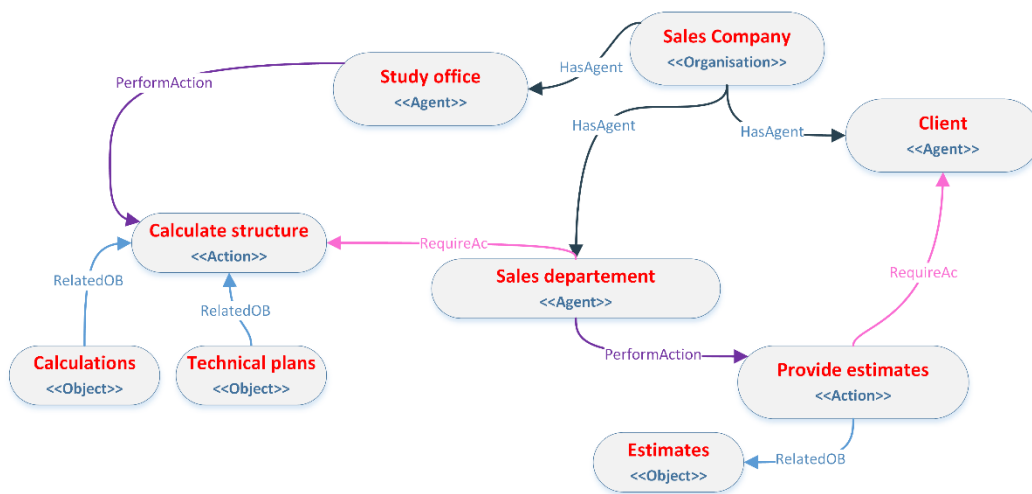 Sales Company
<<Organisation>>
HasAgent
Study office
<<Agent>>
PerformAction
HasAgent
HasAgent
Client
<<Agent>>
Calculate structure
<<Action>>
RequireAc
Sales departement
<<Agent>>
RequireAc
RelatedOB
RelatedOB
Calculations
<<Object>>
Technical plans
<<Object>>
PerformAction
Provide estimates
<<Action>>
Estimates
<<Object>>
RelatedOB